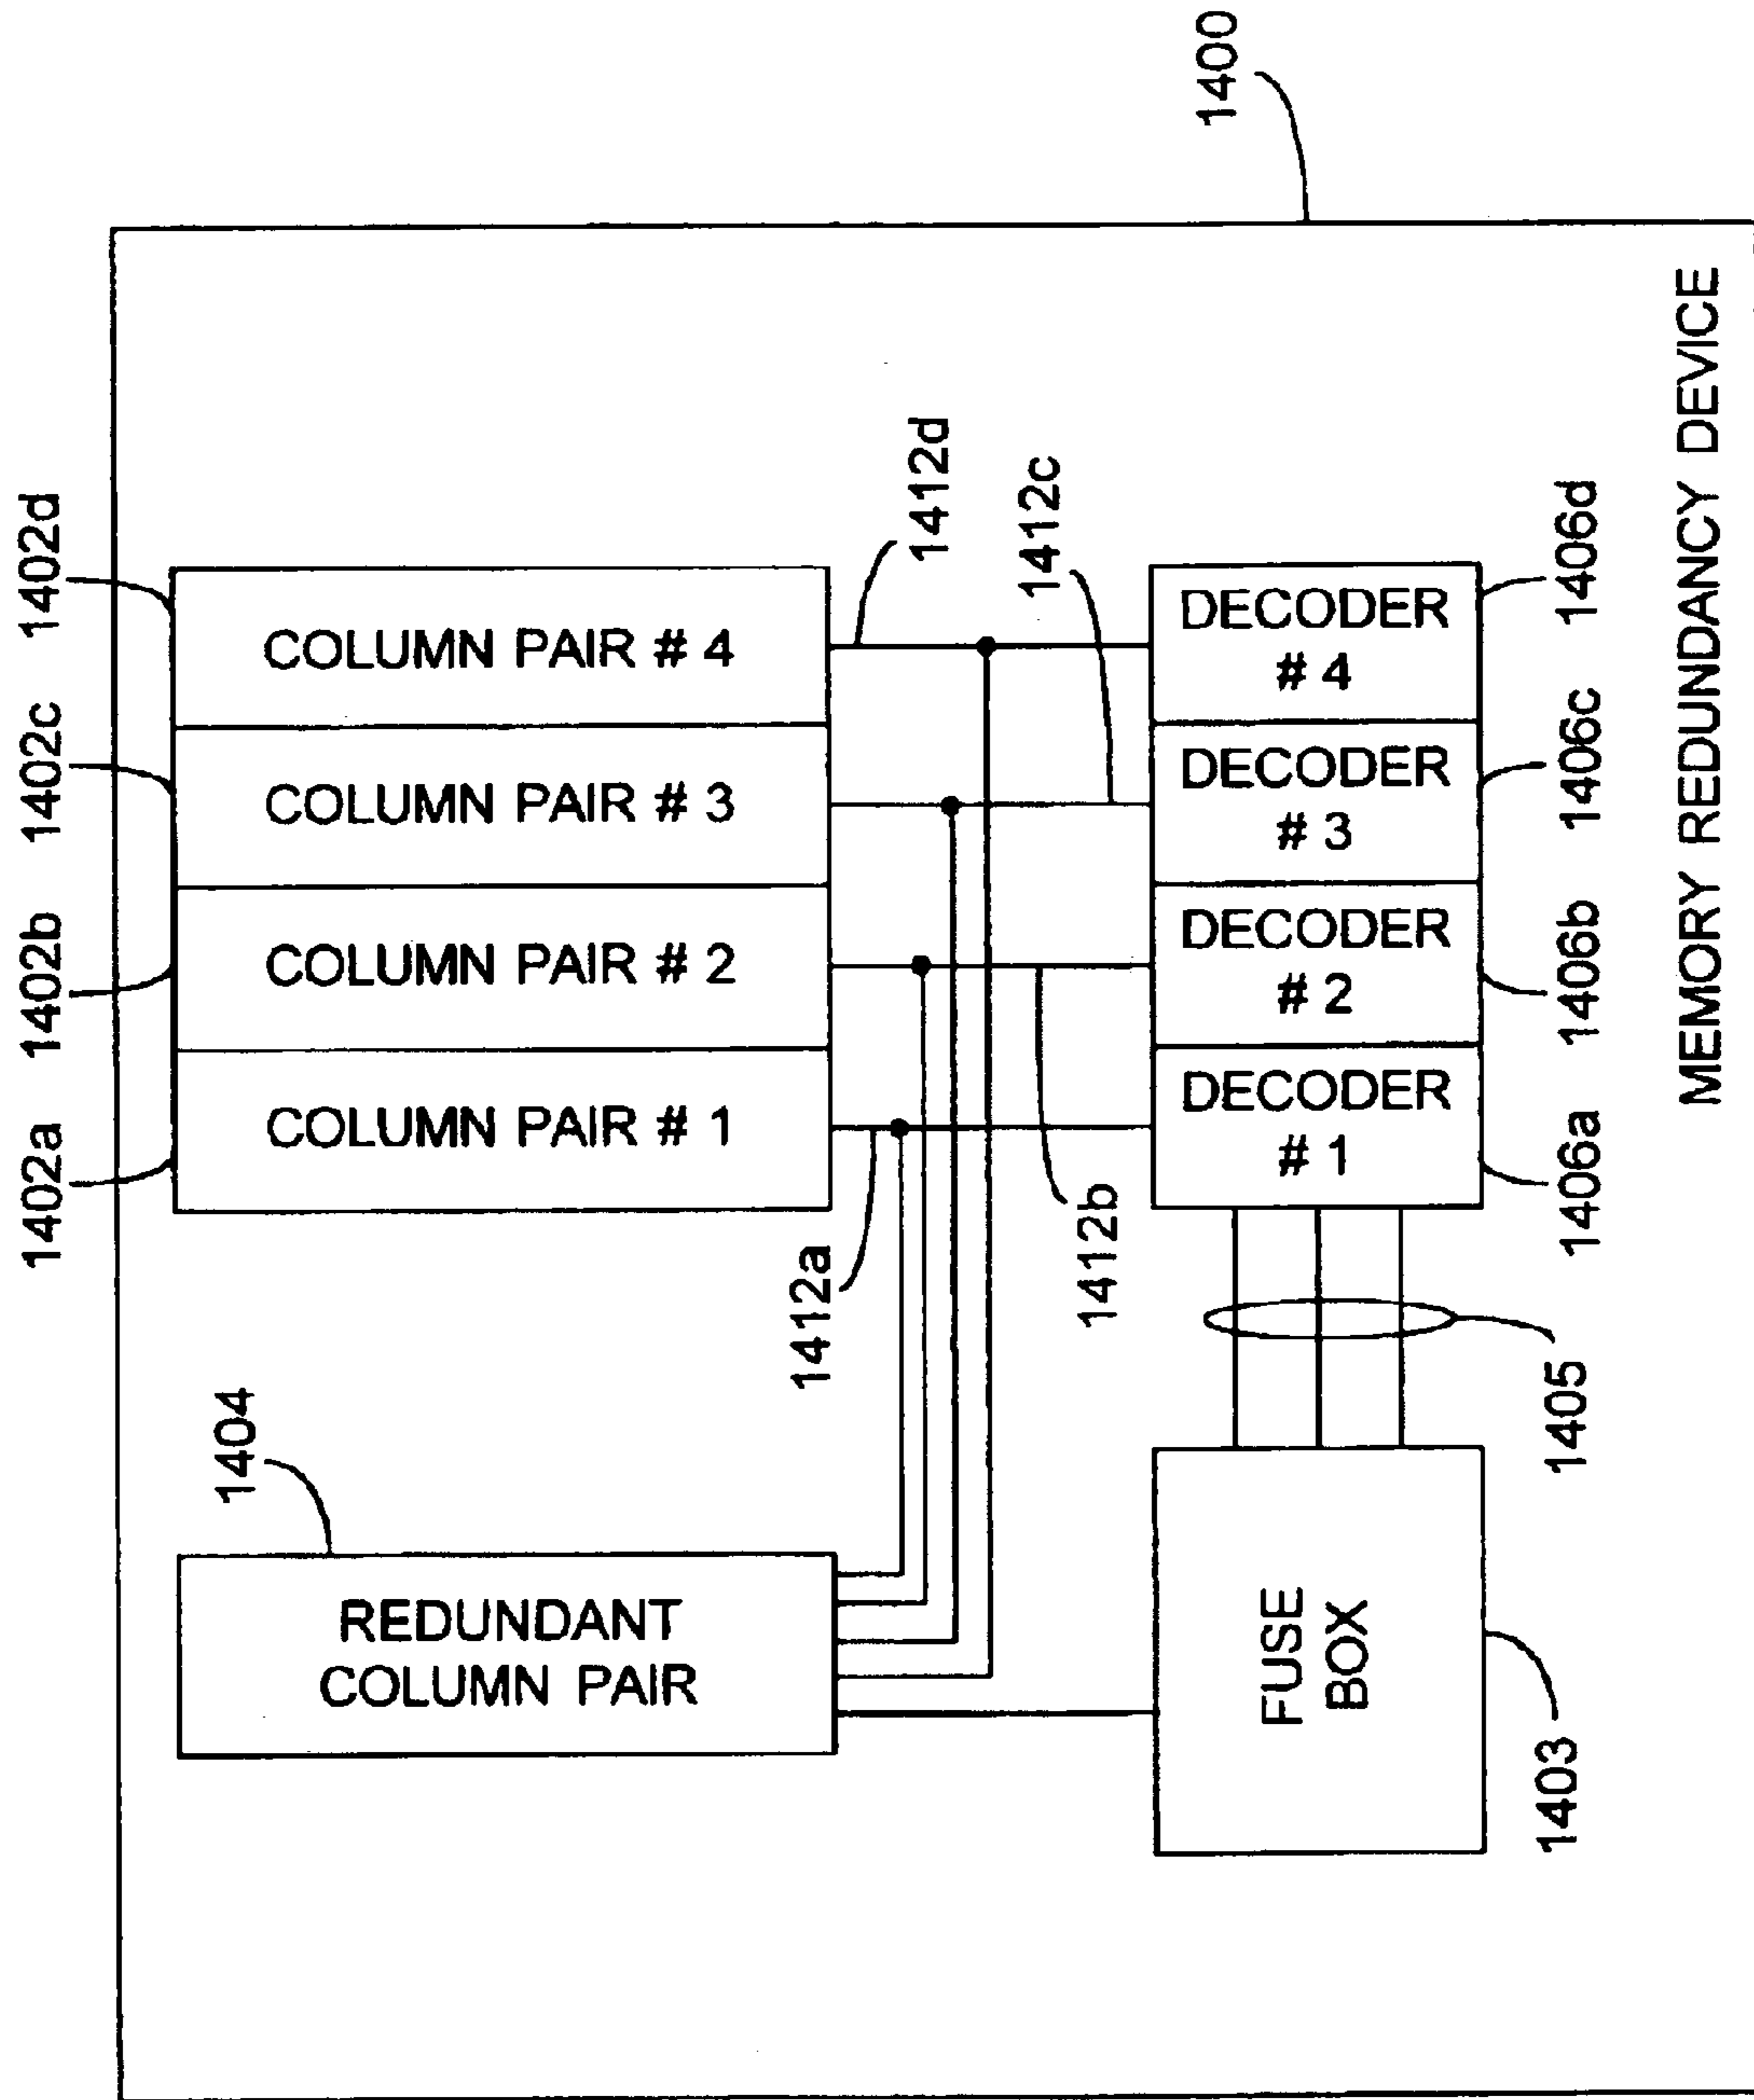 1402a 1402b 1402c 1402d
1404
REDUNDANT
COLUMN PAIR
COLUMN PAIR # 1
COLUMN PAIR # 2
COLUMN PAIR # 3
COLUMN PAIR # 4
1412a
1412b
1412c
1412d
1400
FUSE
BOX
1403
1405
DECODER
# 1
DECODER
# 2
DECODER
# 3
DECODER
# 4
1406a 1406b 1406c 1406d
MEMORY REDUNDANCY DEVICE